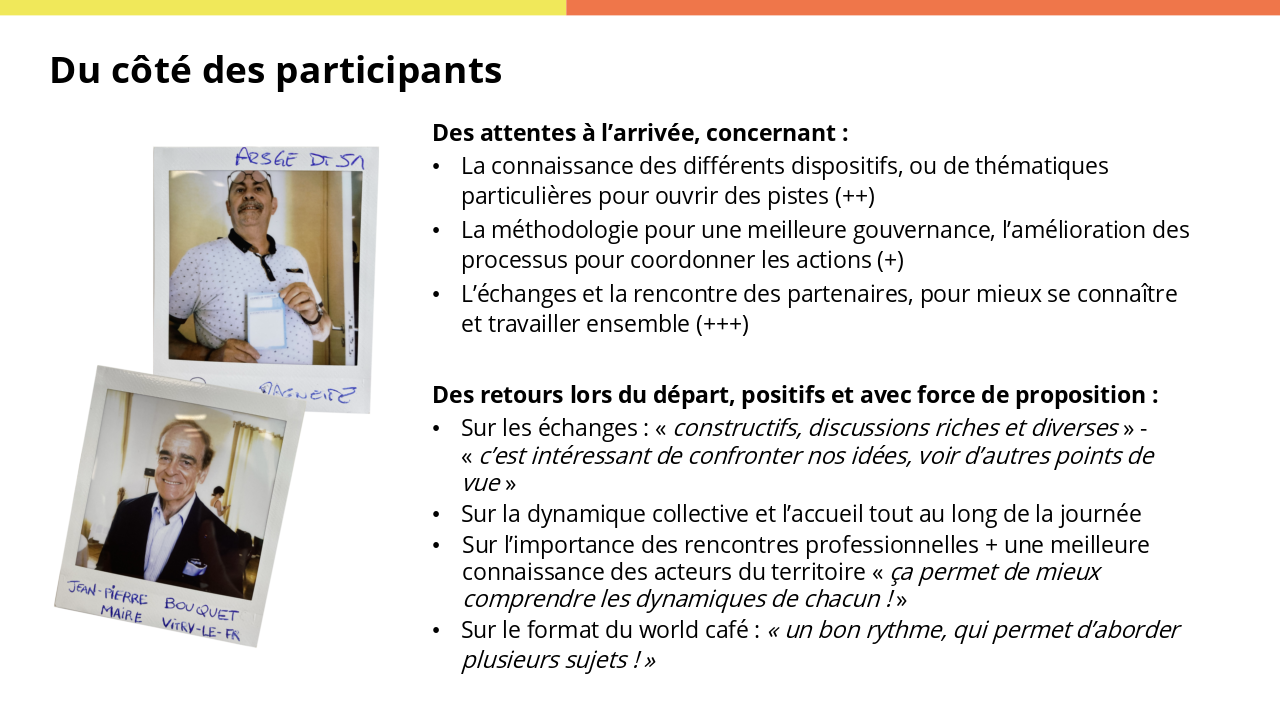 Du côté des participants
Des attentes à l’arrivée, concernant :
• La connaissance des différents dispositifs, ou de thématiques
particulières pour ouvrir des pistes (++)
• La méthodologie pour une meilleure gouvernance, l’amélioration des
processus pour coordonner les actions (+)
• L’échanges et la rencontre des partenaires, pour mieux se connaître
et travailler ensemble (+++)
Des retours lors du départ, positifs et avec force de proposition :
• Sur les échanges : « constructifs, discussions riches et diverses » -
« c’est intéressant de confronter nos idées, voir d’autres points de
vue »
• Sur la dynamique collective et l’accueil tout au long de la journée
• Sur l’importance des rencontres professionnelles + une meilleure
connaissance des acteurs du territoire « ça permet de mieux
comprendre les dynamiques de chacun ! »
• Sur le format du world café : « un bon rythme, qui permet d’aborder
plusieurs sujets ! »
JEAN-PIERRE BOUQUET
MAIRE VITRY-LE-FR